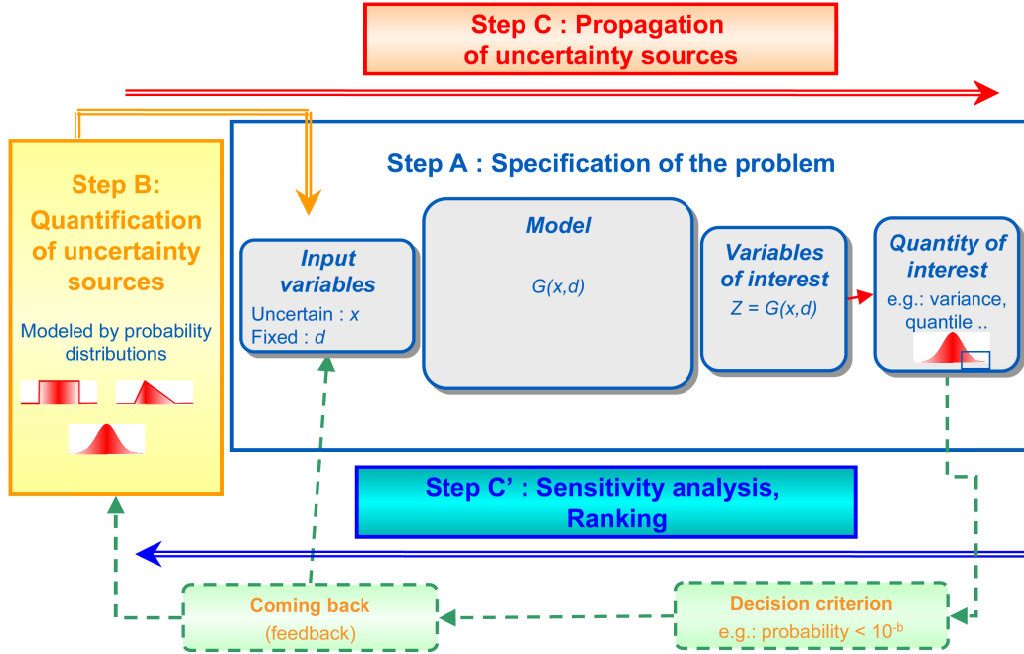 Step C : Propagation
of uncertainty sources
Step A : Specification of the problem
Step B:
Quantification
of uncertainty
sources
Modeled by probability
distributions
Input
variables
Uncertain : x
Fixed : d
Model
G(x,d)
Variables
of interest
Z = G(x,d)
Quantity of
interest
e.g.: variance,
quantile ..
Step C’ : Sensitivity analysis,
Ranking
Coming back
(feedback)
Decision criterion
e.g.: probability < 10-b